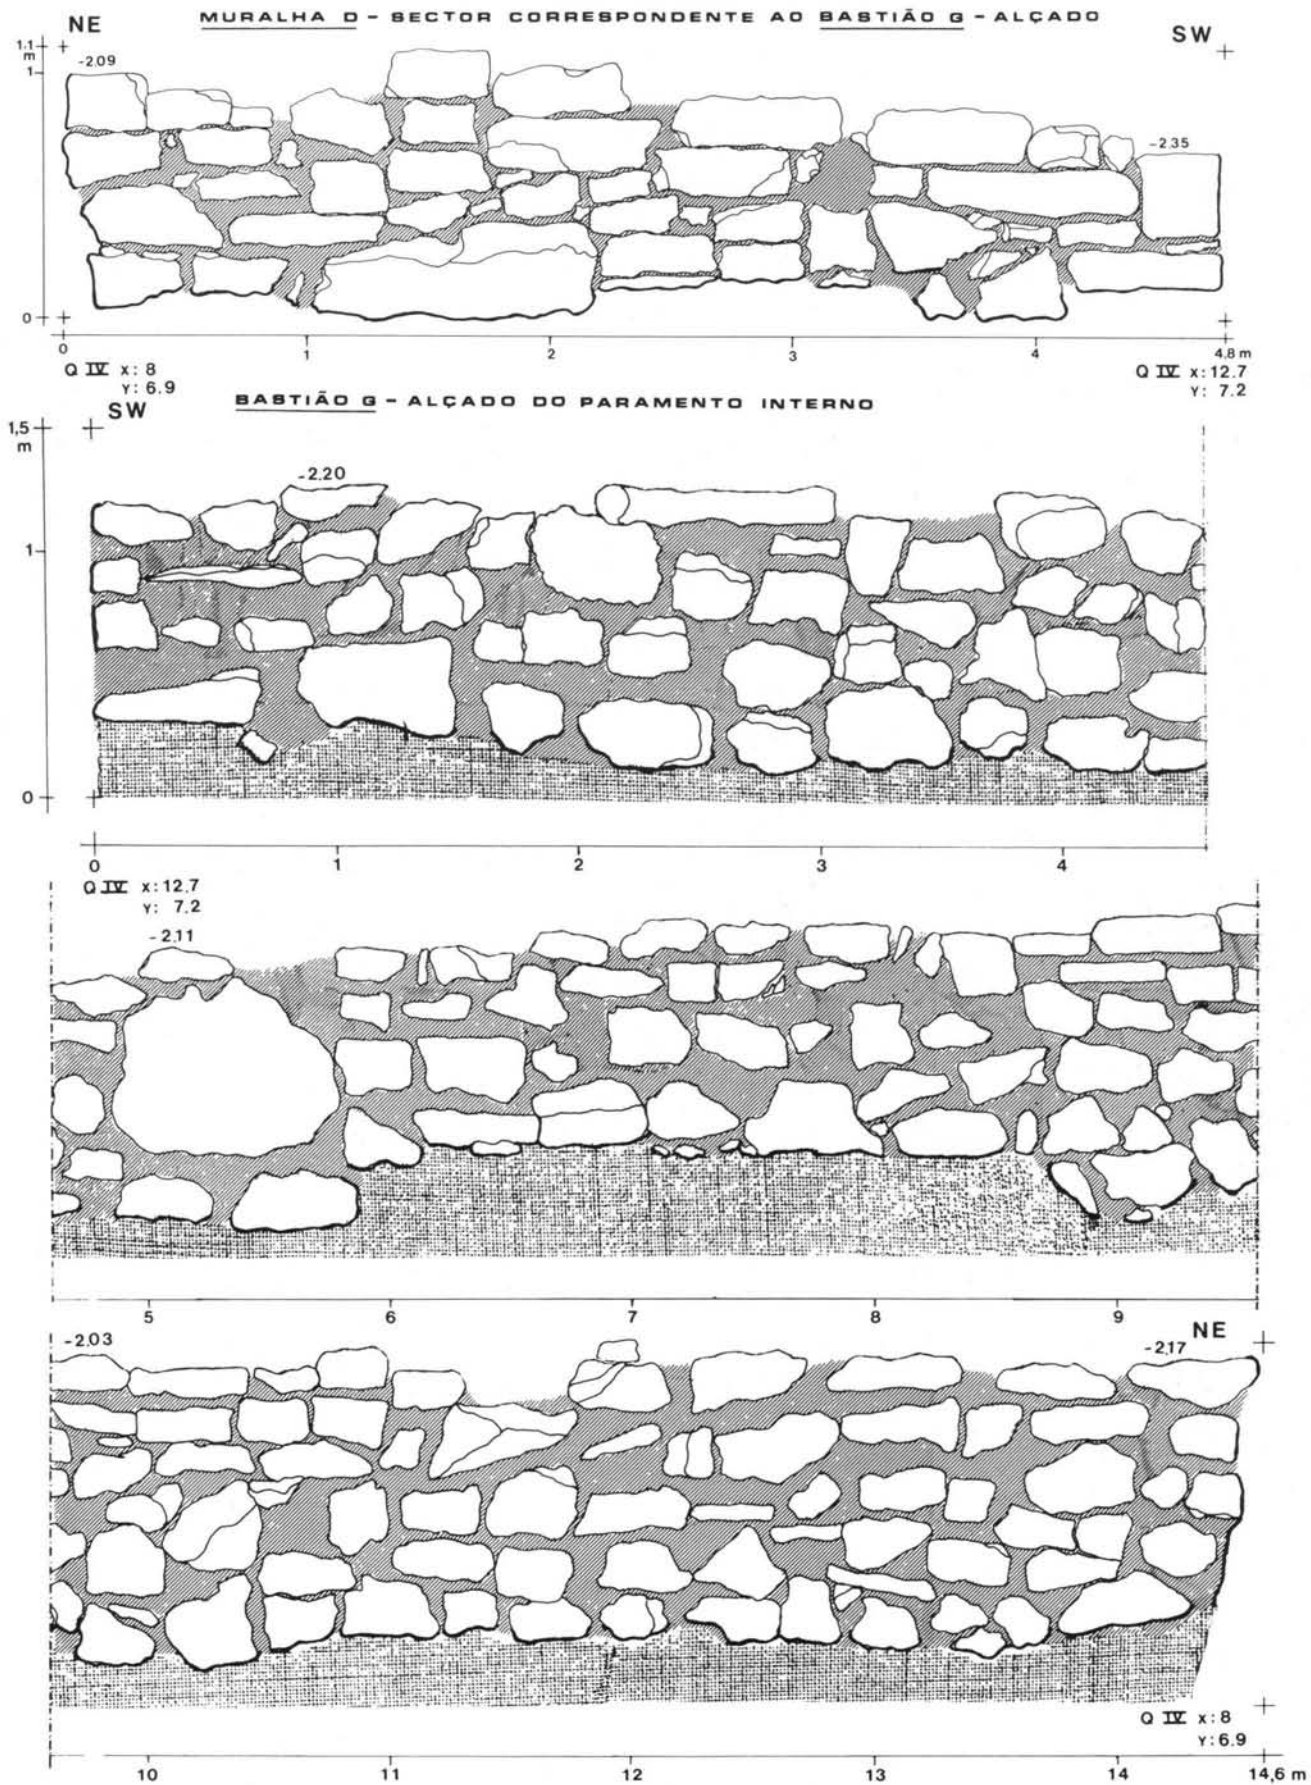 MURALHA D - SECTOR CORRESPONDENTE AO BASTIÃO G - ALÇADO
NE
SW
1.1
m
1
-2.09
-2.35
0
0 1 2 3 4 4,8 m
Q IV X: 8
Y: 6.9
Q IV X: 12.7
Y: 7.2
BASTIÃO G - ALÇADO DO PARAMENTO INTERNO
SW
1,5
m
-2.20
1
0
0 1 2 3 4
Q IV X: 12.7
Y: 7.2
-2.11
5 6 7 8 9
-2.03
-2.17
NE
Q IV X: 8
Y: 6.9
10 11 12 13 14 14,6 m